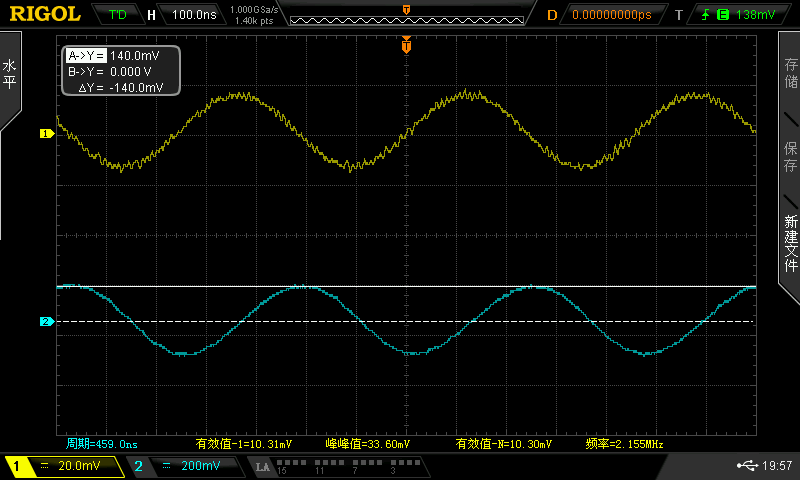 RIGOL T'D H 100.0ns 1.000GSa/s 1.40k pts T D 0.00000000ps T E 138mV
水平
A->Y= 140.0mV
B->Y= 0.000 V
ΔY= -140.0mV
T
1
2
存储
保存
新建文件
周期=459.0ns 有效值-1=10.31mV 峰峰值=33.60mV 有效值-N=10.30mV 频率=2.155MHz
1 20.0mV 2 200mV LA 15 11 7 3 19:57